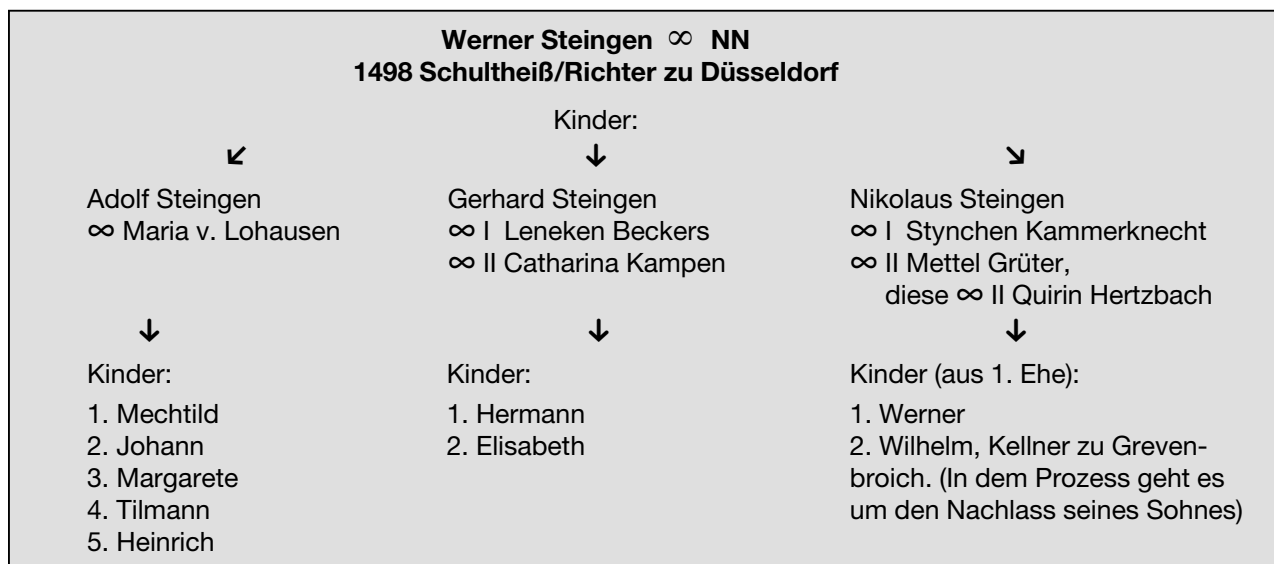 Werner Steingen ∞ NN
1498 Schultheiß/Richter zu Düsseldorf
Kinder:
↙ ↓ ↘
Adolf Steingen
∞ Maria v. Lohausen
↓
Kinder:
1. Mechtild
2. Johann
3. Margarete
4. Tilmann
5. Heinrich
Gerhard Steingen
∞ I Leneken Beckers
∞ II Catharina Kampen
↓
Kinder:
1. Hermann
2. Elisabeth
Nikolaus Steingen
∞ I Stynchen Kammerknecht
∞ II Mettel Grüter,
diese ∞ II Quirin Hertzbach
↓
Kinder (aus 1. Ehe):
1. Werner
2. Wilhelm, Kellner zu Greven-
broich. (In dem Prozess geht es
um den Nachlass seines Sohnes)